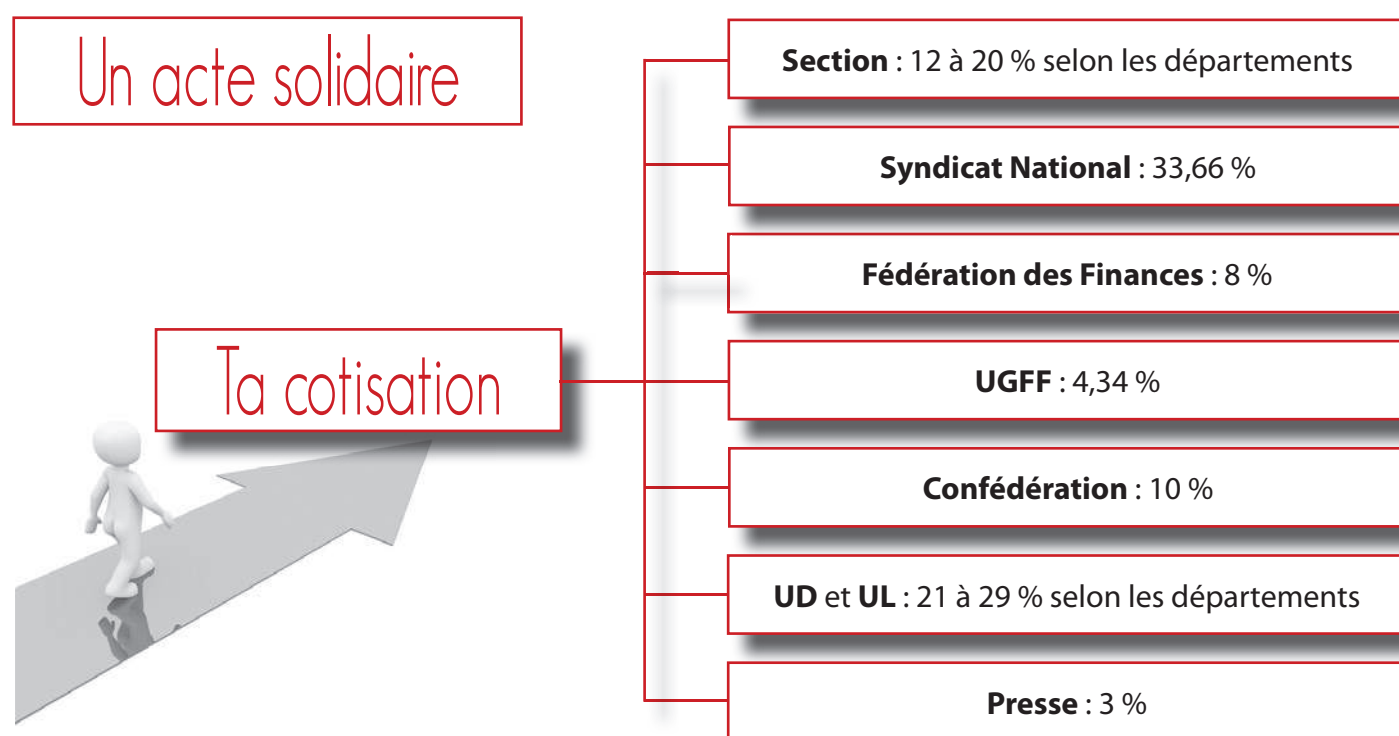 Un acte solidaire
Ta cotisation
Section : 12 à 20 % selon les départements
Syndicat National : 33,66 %
Fédération des Finances : 8 %
UGFF : 4,34 %
Confédération : 10 %
UD et UL : 21 à 29 % selon les départements
Presse : 3 %